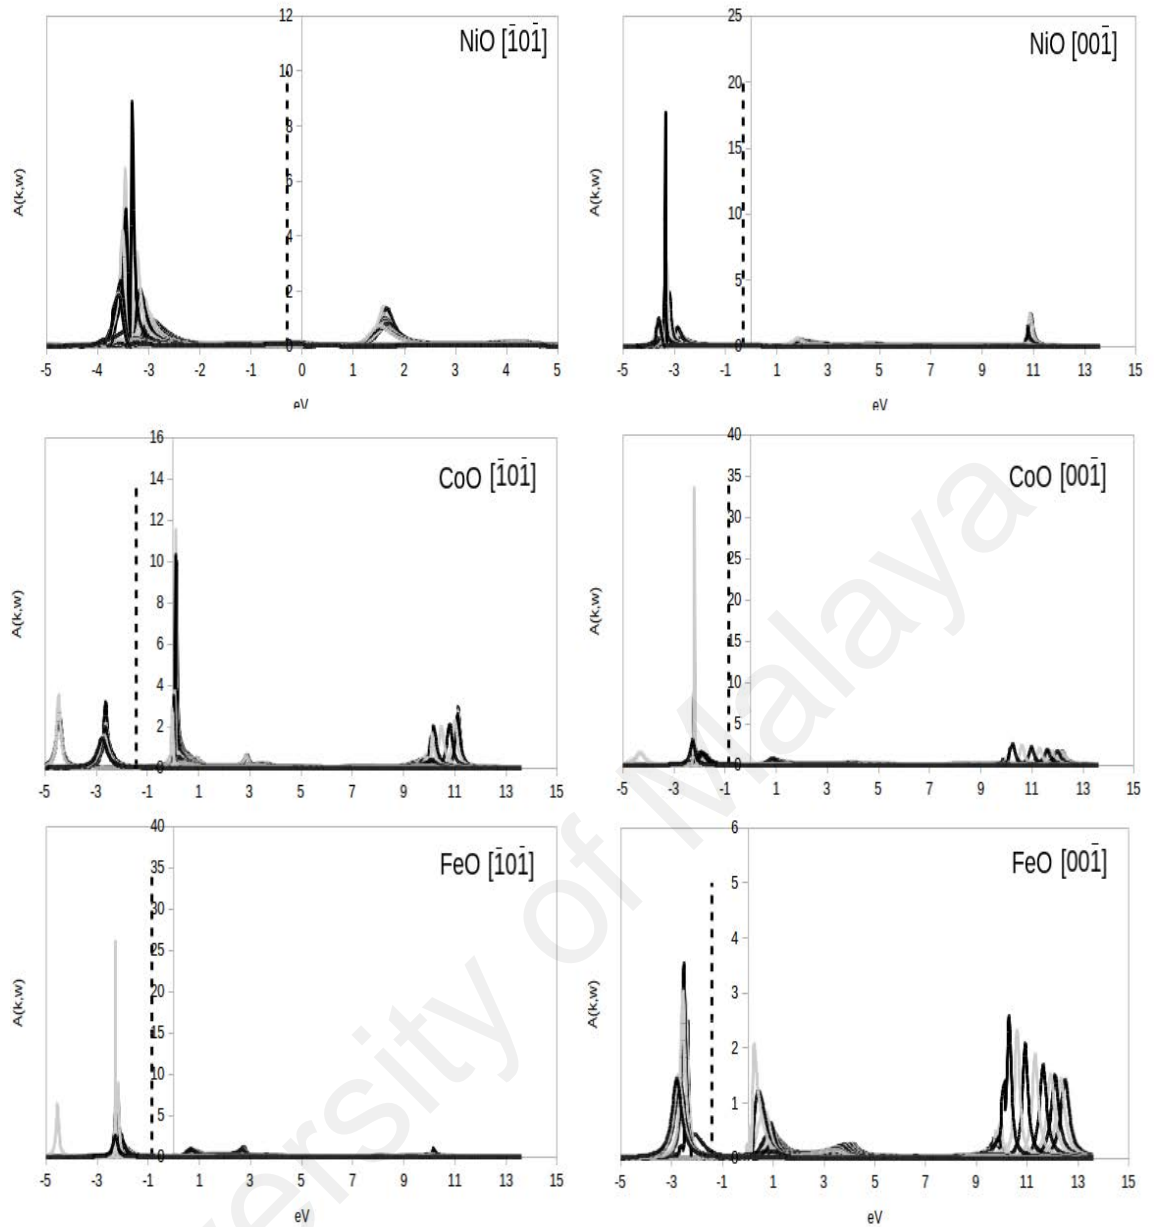 12
10
8
6
4
2
0
NiO [1̄01̄]
A(k,w)
-5 -4 -3 -2 -1 0 1 2 3 4 5
eV
25
20
15
10
5
0
NiO [001̄]
A(k,w)
-5 -3 -1 1 3 5 7 9 11 13 15
eV
16
14
12
10
8
6
4
2
0
CoO [1̄01̄]
A(k,w)
-5 -3 -1 1 3 5 7 9 11 13 15
40
35
30
25
20
15
10
5
0
CoO [001̄]
A(k,w)
-5 -3 -1 1 3 5 7 9 11 13 15
40
35
30
25
20
15
10
5
0
FeO [1̄01̄]
A(k,w)
-5 -3 -1 1 3 5 7 9 11 13 15
eV
6
5
4
3
2
1
0
FeO [001̄]
A(k,w)
-5 -3 -1 1 3 5 7 9 11 13 15
eV
ersity of Malaya